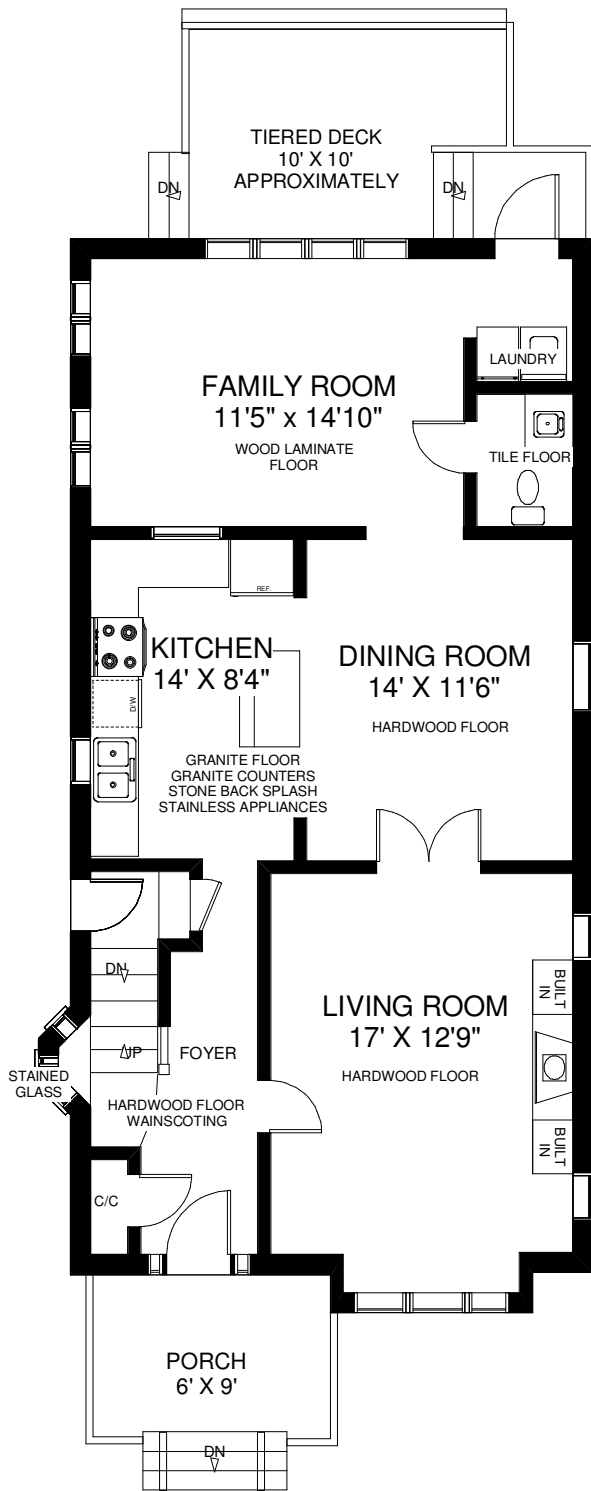 TIERED DECK
10' X 10'
APPROXIMATELY
DN
DN
LAUNDRY
FAMILY ROOM
11'5" x 14'10"
WOOD LAMINATE
FLOOR
TILE FLOOR
REF.
KITCHEN
14' X 8'4"
D/W
DINING ROOM
14' X 11'6"
HARDWOOD FLOOR
GRANITE FLOOR
GRANITE COUNTERS
STONE BACK SPLASH
STAINLESS APPLIANCES
DN
BUILT
IN
LIVING ROOM
17' X 12'9"
HARDWOOD FLOOR
UP
FOYER
STAINED
GLASS
HARDWOOD FLOOR
WAINSCOTING
BUILT
IN
C/C
PORCH
6' X 9'
DN